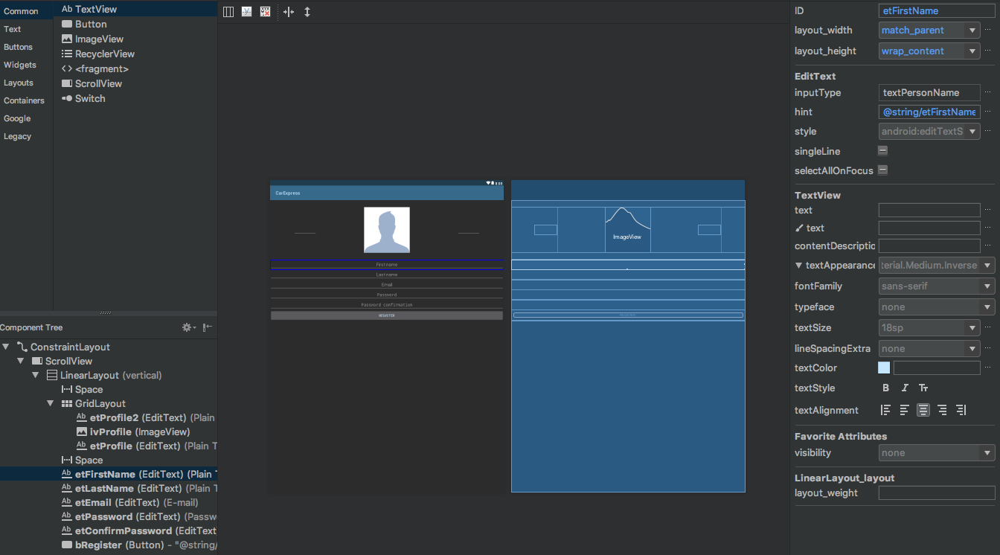 Common
Text
Buttons
Widgets
Layouts
Containers
Google
Legacy
Ab TextView
Button
ImageView
RecyclerView
<fragment>
ScrollView
Switch
Component Tree
ConstraintLayout
ScrollView
LinearLayout (vertical)
Space
GridLayout
Ab etProfile2 (EditText) (Plain
ivProfile (ImageView)
Ab etProfile (EditText) (Plain T
Space
Ab etFirstName (EditText) (Plain T
Ab etLastName (EditText) (Plain T
Ab etEmail (EditText) (E-mail)
Ab etPassword (EditText) (Passw
Ab etConfirmPassword (EditText
bRegister (Button) – "@string/
CarExpress
Firstname
Lastname
Email
Password
Password confirmation
REGISTER
ImageView
REGISTER
ID etFirstName
layout_width match_parent
layout_height wrap_content
EditText
inputType textPersonName
hint @string/etFirstName
style android:editTextS
singleLine
selectAllOnFocus
TextView
text
text
contentDescriptio
textAppearance terial.Medium.Inverse
fontFamily sans-serif
typeface none
textSize 18sp
lineSpacingExtra none
textColor
textStyle B I Tt
textAlignment
Favorite Attributes
visibility none
LinearLayout_layout
layout_weight